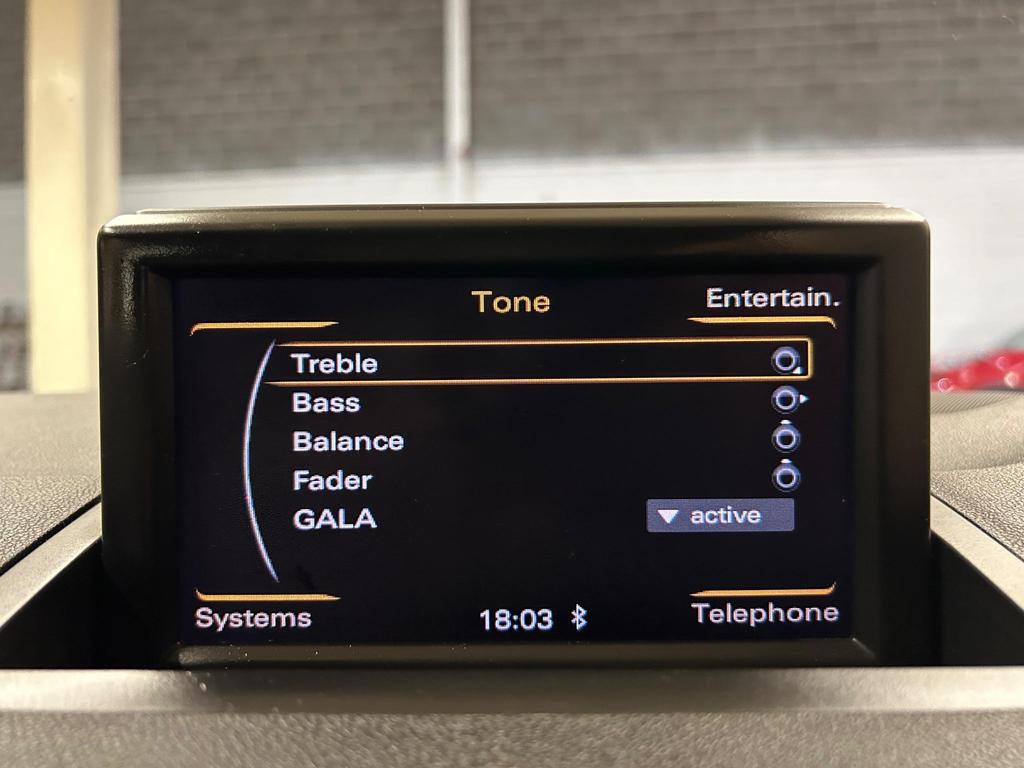 Tone
Entertain.
Treble
Bass
Balance
Fader
GALA
active
Systems
18:03
Telephone